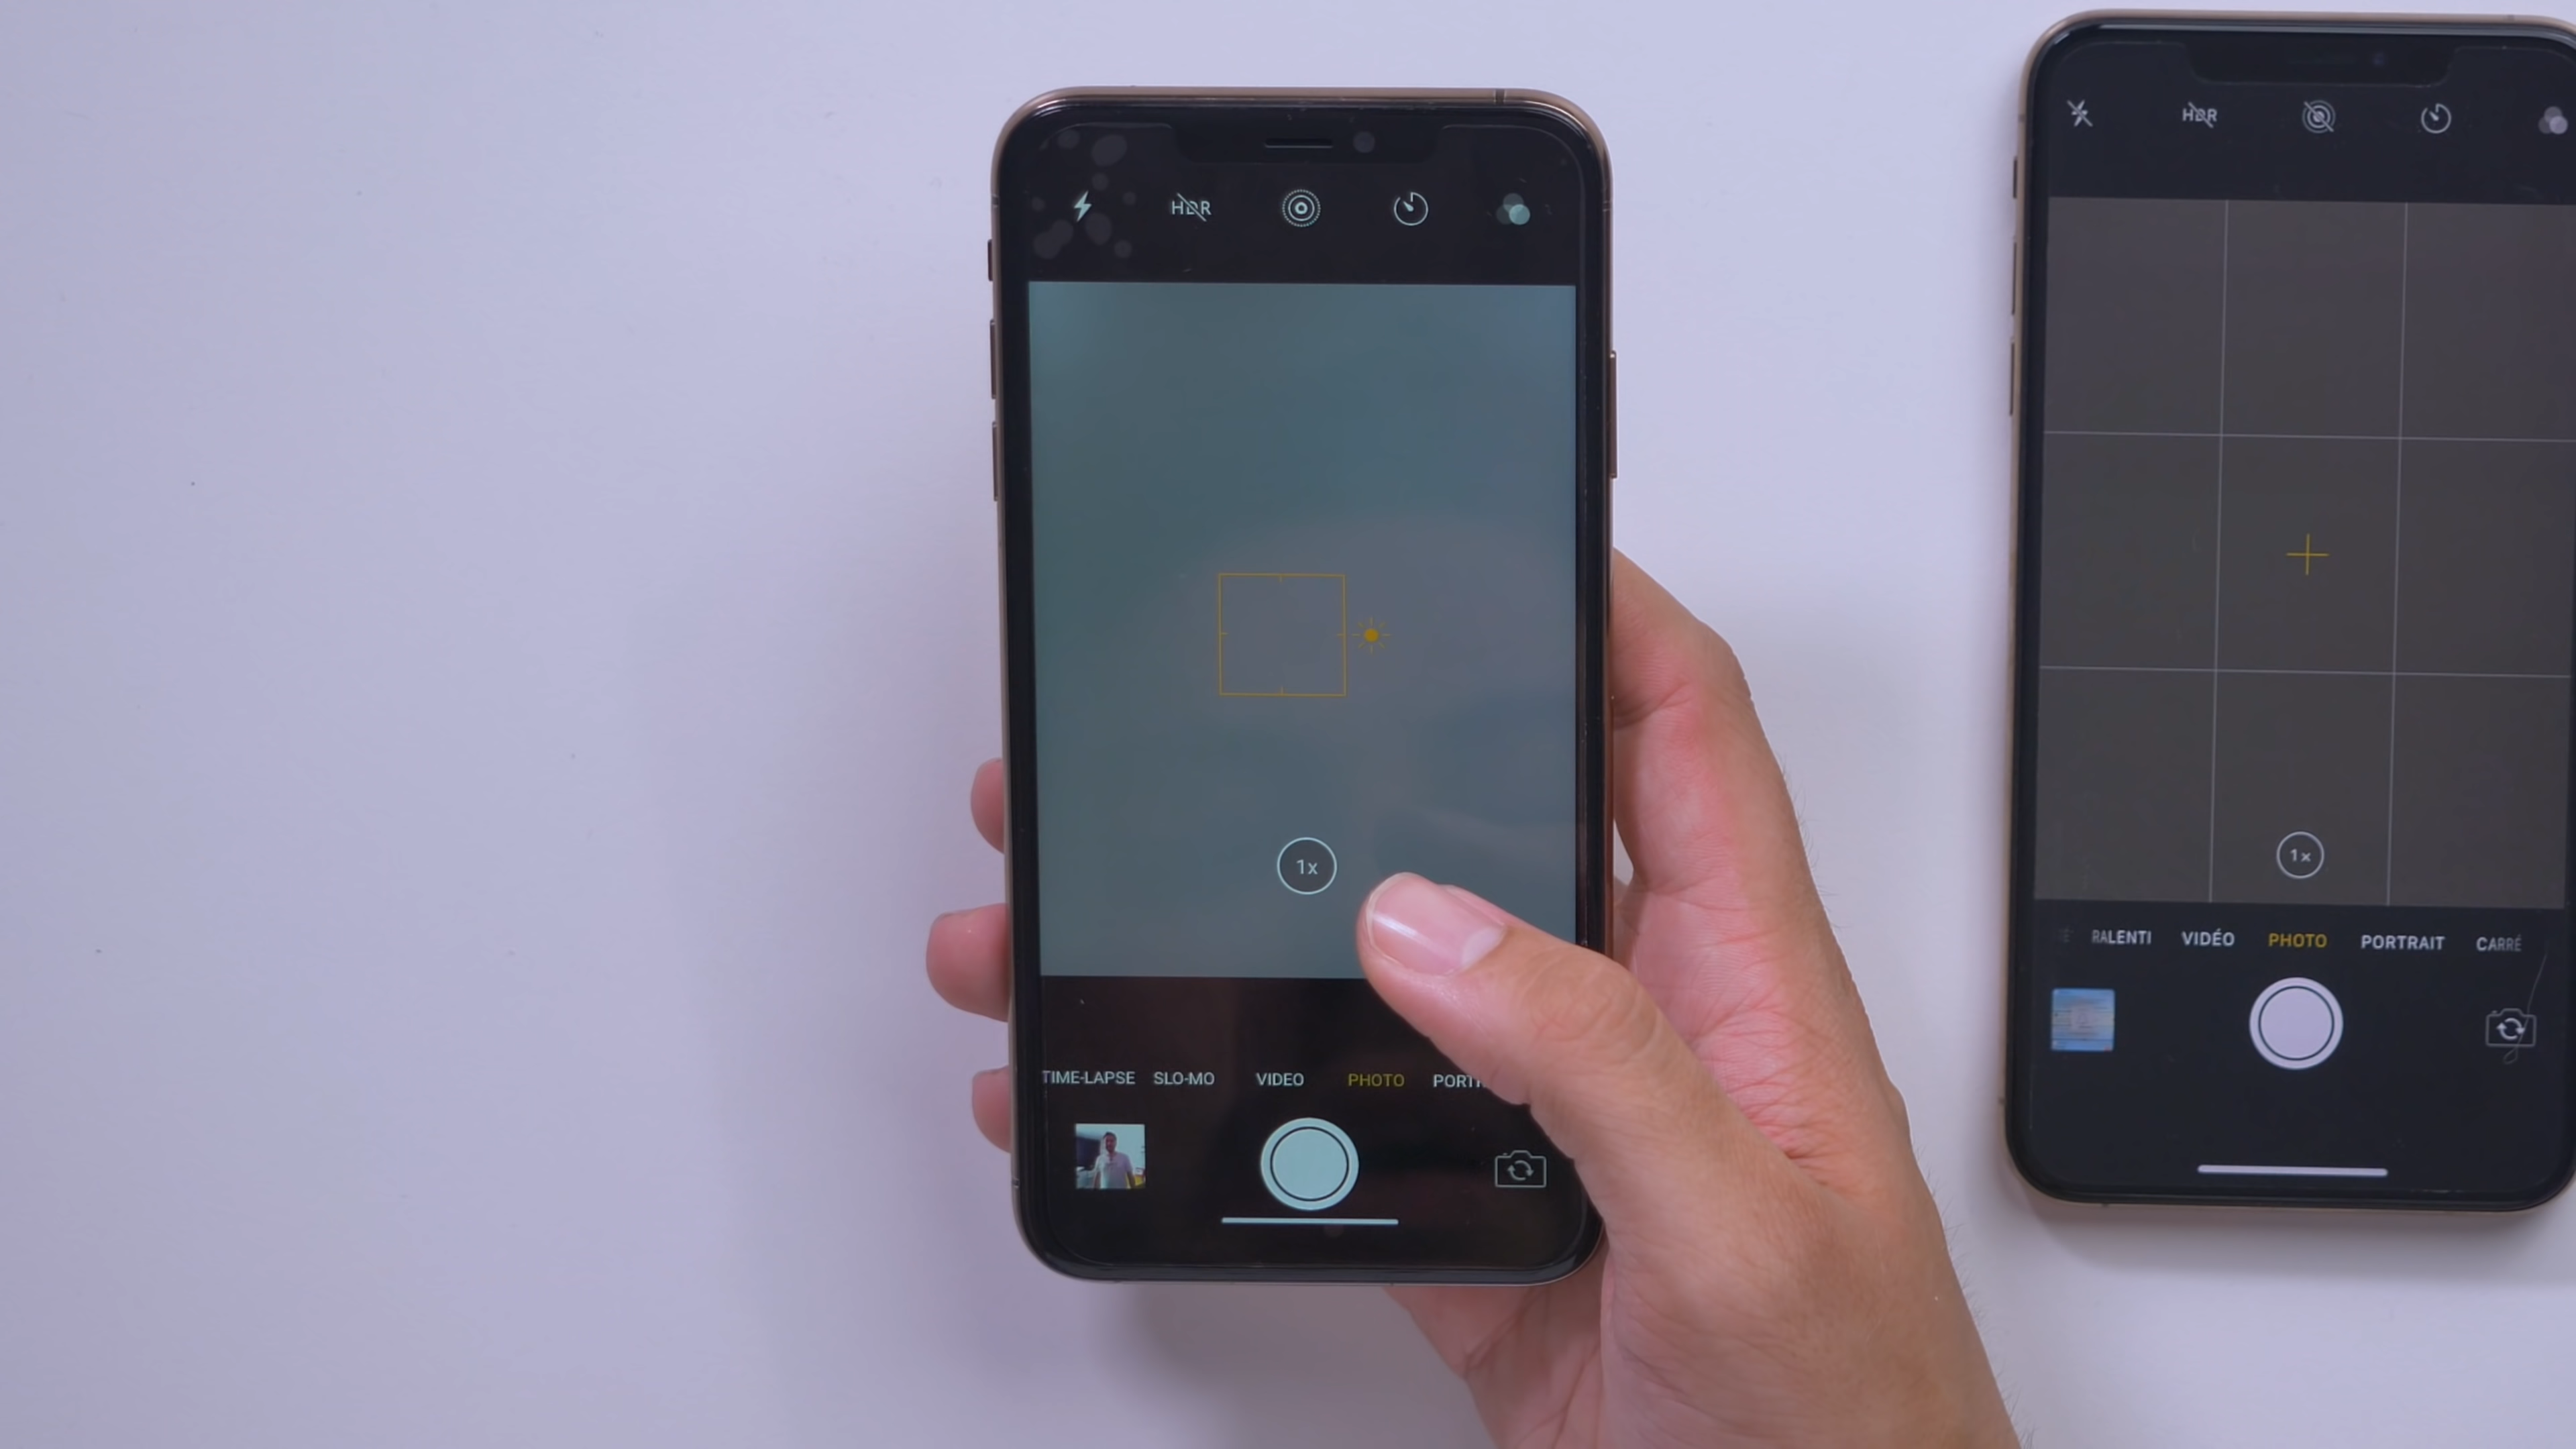 HDR
1x
TIME-LAPSE SLO-MO VIDEO PHOTO
HDR
1x
RALENTI VIDÉO PHOTO PORTRAIT CARRÉ